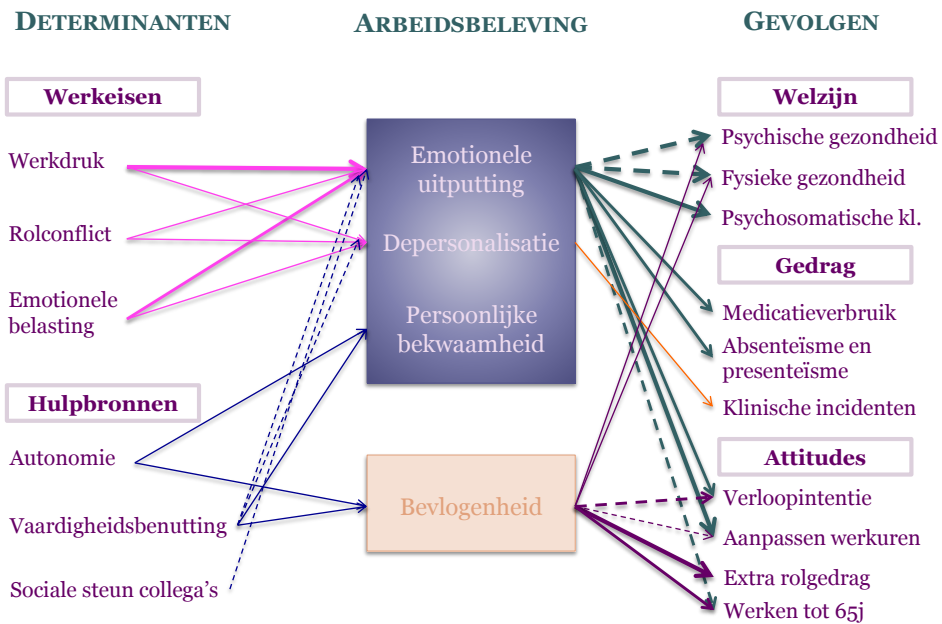 DETERMINANTEN
ARBEIDSBELEVING
GEVOLGEN
Werkeisen
Werkdruk
Rolconflict
Emotionele
belasting
Hulpbronnen
Autonomie
Vaardigheidsbenutting
Sociale steun collega's
Emotionele
uitputting
Depersonalisatie
Persoonlijke
bekwaamheid
Bevlogenheid
Welzijn
Psychische gezondheid
Fysieke gezondheid
Psychosomatische kl.
Gedrag
Medicatieverbruik
Absenteïsme en
presenteïsme
Klinische incidenten
Attitudes
Verloopintentie
Aanpassen werkuren
Extra rolgedrag
Werken tot 65j